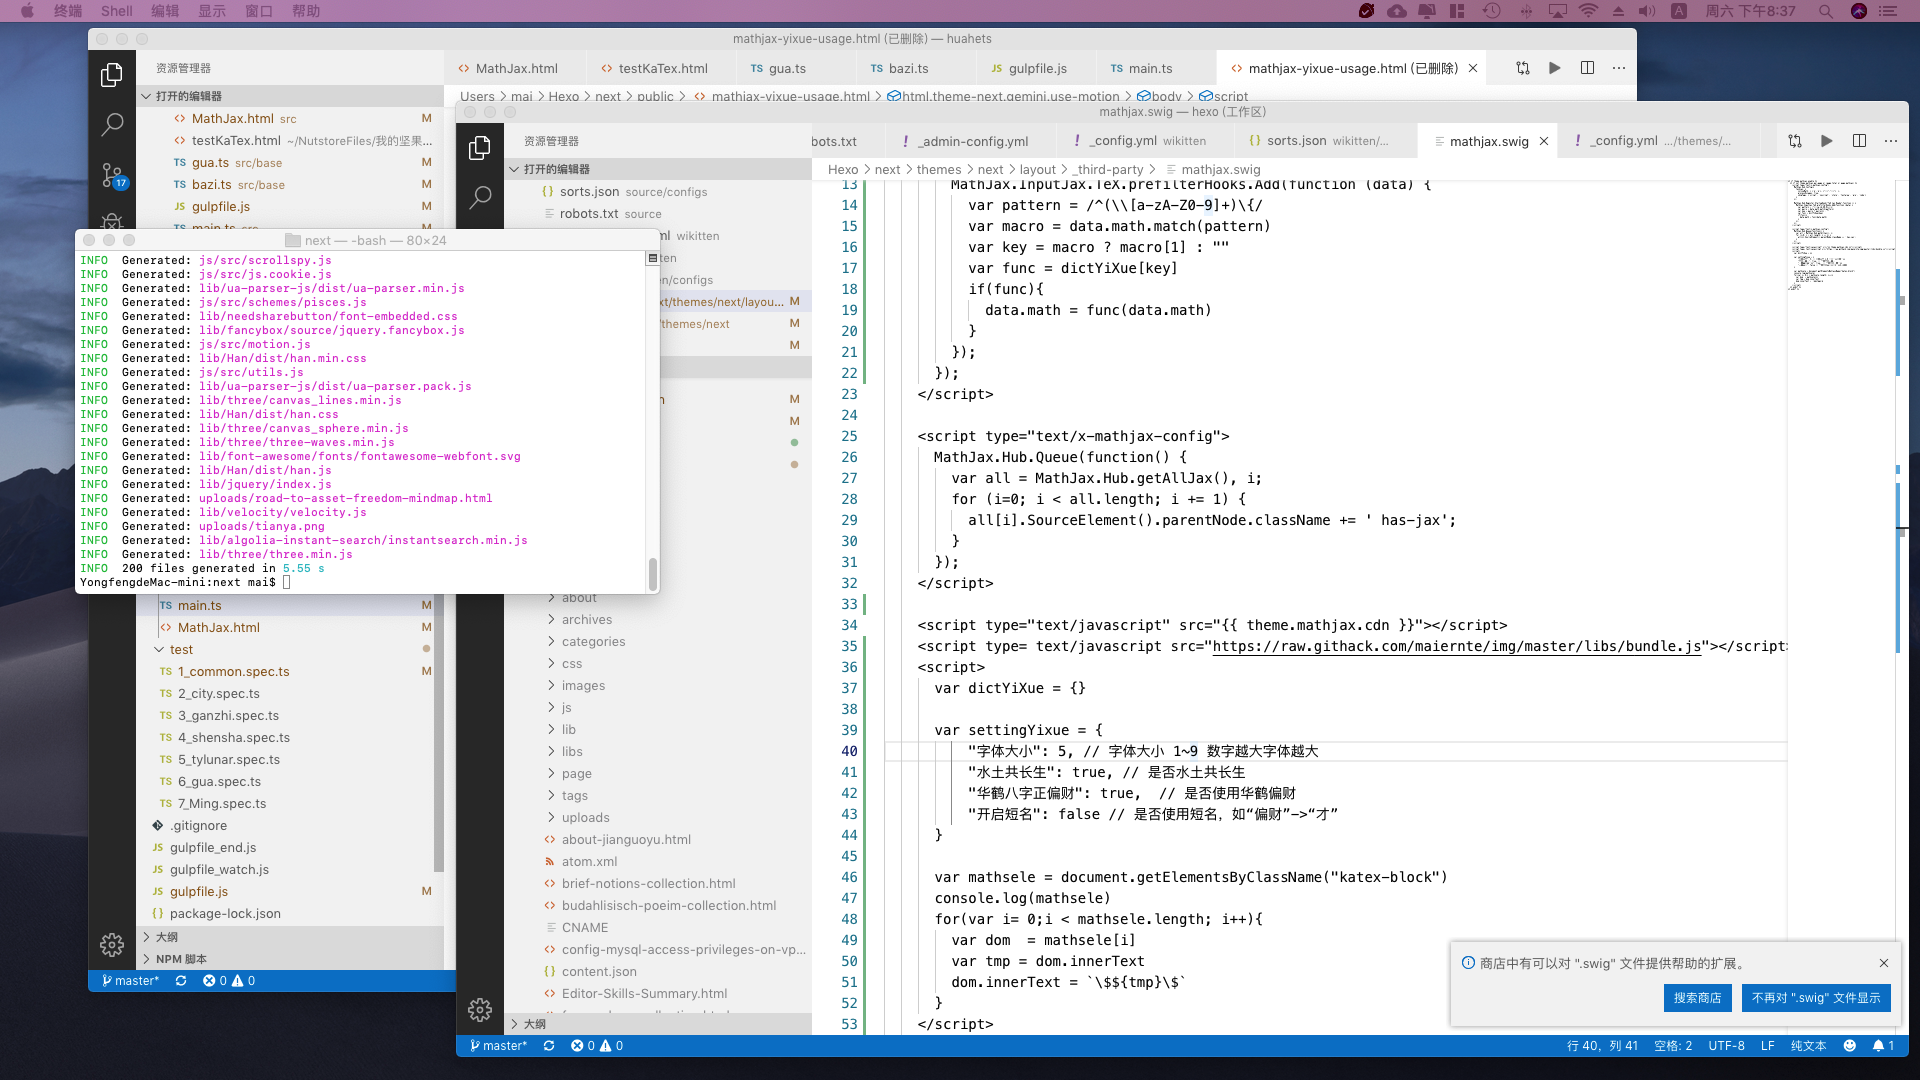 终端 Shell 编辑 显示 窗口 帮助
周六 下午8:37
mathjax-yixue-usage.html (已删除) — huahets
资源管理器
MathJax.html
testKaTex.html
TS gua.ts
TS bazi.ts
JS gulpfile.js
TS main.ts
mathjax-yixue-usage.html (已删除)
打开的编辑器
Users > mai > Hexo > next > public > mathjax-yixue-usage.html > html.theme-next.gemini.use-motion > body > script
MathJax.html src M
testKaTex.html ~/NutstoreFiles/我的坚果...
TS gua.ts src/base M
TS bazi.ts src/base M
JS gulpfile.js M
main.ts src
17
mathjax.swig — hexo (工作区)
资源管理器
bots.txt
! _admin-config.yml
! _config.yml wikitten
{} sorts.json wikitten/...
mathjax.swig
! _config.yml .../themes/...
打开的编辑器
Hexo > next > themes > next > layout > _third-party > mathjax.swig
{} sorts.json source/configs
robots.txt source
ml wikitten
ten
en/configs
xt/themes/next/layou... M
/themes/next M
M
n M
M
next — -bash — 80×24
INFO Generated: js/src/scrollspy.js
INFO Generated: js/src/js.cookie.js
INFO Generated: lib/ua-parser-js/dist/ua-parser.min.js
INFO Generated: js/src/schemes/pisces.js
INFO Generated: lib/needsharebutton/font-embedded.css
INFO Generated: lib/fancybox/source/jquery.fancybox.js
INFO Generated: js/src/motion.js
INFO Generated: lib/Han/dist/han.min.css
INFO Generated: js/src/utils.js
INFO Generated: lib/ua-parser-js/dist/ua-parser.pack.js
INFO Generated: lib/three/canvas_lines.min.js
INFO Generated: lib/Han/dist/han.css
INFO Generated: lib/three/canvas_sphere.min.js
INFO Generated: lib/three/three-waves.min.js
INFO Generated: lib/font-awesome/fonts/fontawesome-webfont.svg
INFO Generated: lib/Han/dist/han.js
INFO Generated: lib/jquery/index.js
INFO Generated: uploads/road-to-asset-freedom-mindmap.html
INFO Generated: lib/velocity/velocity.js
INFO Generated: uploads/tianya.png
INFO Generated: lib/algolia-instant-search/instantsearch.min.js
INFO Generated: lib/three/three.min.js
INFO 200 files generated in 5.55 s
YongfengdeMac-mini:next mai$
TS main.ts M
MathJax.html M
test
TS 1_common.spec.ts M
TS 2_city.spec.ts
TS 3_ganzhi.spec.ts
TS 4_shensha.spec.ts
TS 5_tylunar.spec.ts
TS 6_gua.spec.ts
TS 7_Ming.spec.ts
.gitignore
JS gulpfile_end.js
JS gulpfile_watch.js
JS gulpfile.js M
{} package-lock.json
大纲
NPM 脚本
master* 0 0
about
archives
categories
css
images
js
lib
libs
page
tags
uploads
about-jianguoyu.html
atom.xml
brief-notions-collection.html
budahlisisch-poeim-collection.html
CNAME
config-mysql-access-privileges-on-vp...
{} content.json
Editor-Skills-Summary.html
大纲
13 MathJax.InputJax.TeX.prefilterHooks.Add(function (data) {
14 var pattern = /^(\\[a-zA-Z0-9]+)\{/
15 var macro = data.math.match(pattern)
16 var key = macro ? macro[1] : ""
17 var func = dictYiXue[key]
18 if(func){
19 data.math = func(data.math)
20 }
21 });
22 });
23 </script>
24
25 <script type="text/x-mathjax-config">
26 MathJax.Hub.Queue(function() {
27 var all = MathJax.Hub.getAllJax(), i;
28 for (i=0; i < all.length; i += 1) {
29 all[i].SourceElement().parentNode.className += ' has-jax';
30 }
31 });
32 </script>
33
34 <script type="text/javascript" src="{{ theme.mathjax.cdn }}"></script>
35 <script type= text/javascript src="https://raw.githack.com/maiernte/img/master/libs/bundle.js"></script>
36 <script>
37 var dictYiXue = {}
38
39 var settingYixue = {
40 "字体大小": 5, // 字体大小 1~9 数字越大字体越大
41 "水土共长生": true, // 是否水土共长生
42 "华鹤八字正偏财": true, // 是否使用华鹤偏财
43 "开启短名": false // 是否使用短名，如“偏财”->“才”
44 }
45
46 var mathsele = document.getElementsByClassName("katex-block")
47 console.log(mathsele)
48 for(var i= 0;i < mathsele.length; i++){
49 var dom = mathsele[i]
50 var tmp = dom.innerText
51 dom.innerText = `\$${tmp}\$`
52 }
53 </script>
商店中有可以对 ".swig" 文件提供帮助的扩展。
搜索商店
不再对 ".swig" 文件显示
master* 0 0
行 40，列 41 空格: 2 UTF-8 LF 纯文本 1